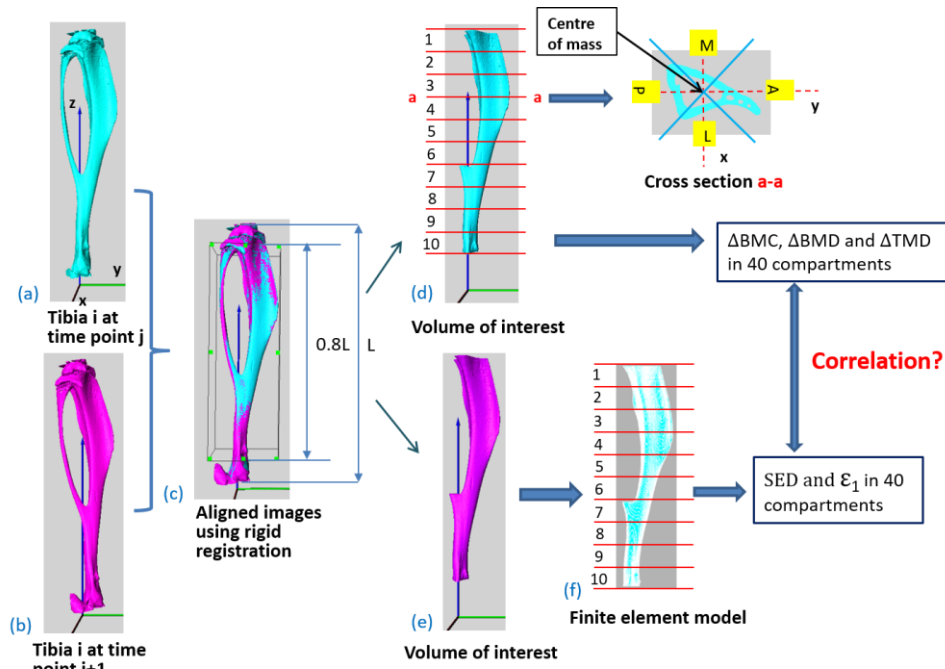 z
y
x
(a)
Tibia i at
time point j
(b)
Tibia i at time
point j+1
0.8L
L
(c)
Aligned images
using rigid
registration
1
2
3
a
a
4
5
6
7
8
9
10
(d)
Volume of interest
Centre
of mass
M
P
A
L
y
x
Cross section a-a
ΔBMC, ΔBMD and ΔTMD
in 40 compartments
Correlation?
SED and ε1 in 40
compartments
(e)
Volume of interest
1
2
3
4
5
6
7
8
9
10
(f)
Finite element model